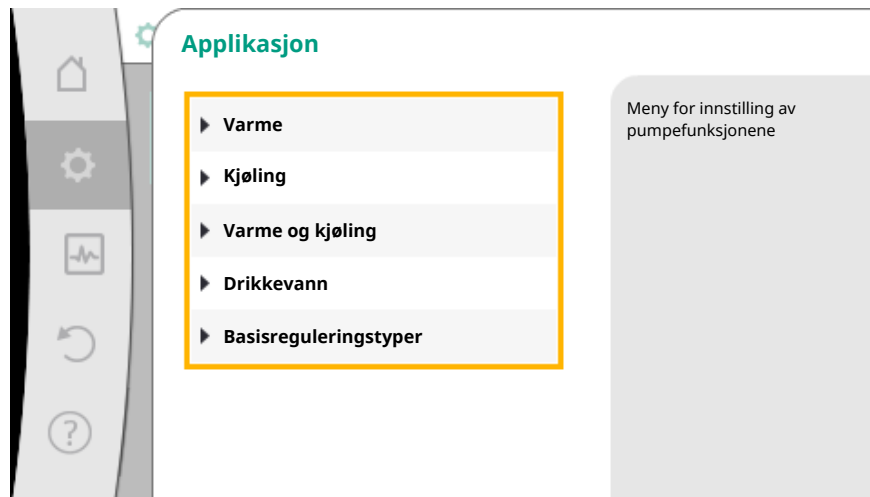 Applikasjon
Varme
Kjøling
Varme og kjøling
Drikkevann
Basisreguleringstyper
Meny for innstilling av
pumpefunksjonene
?